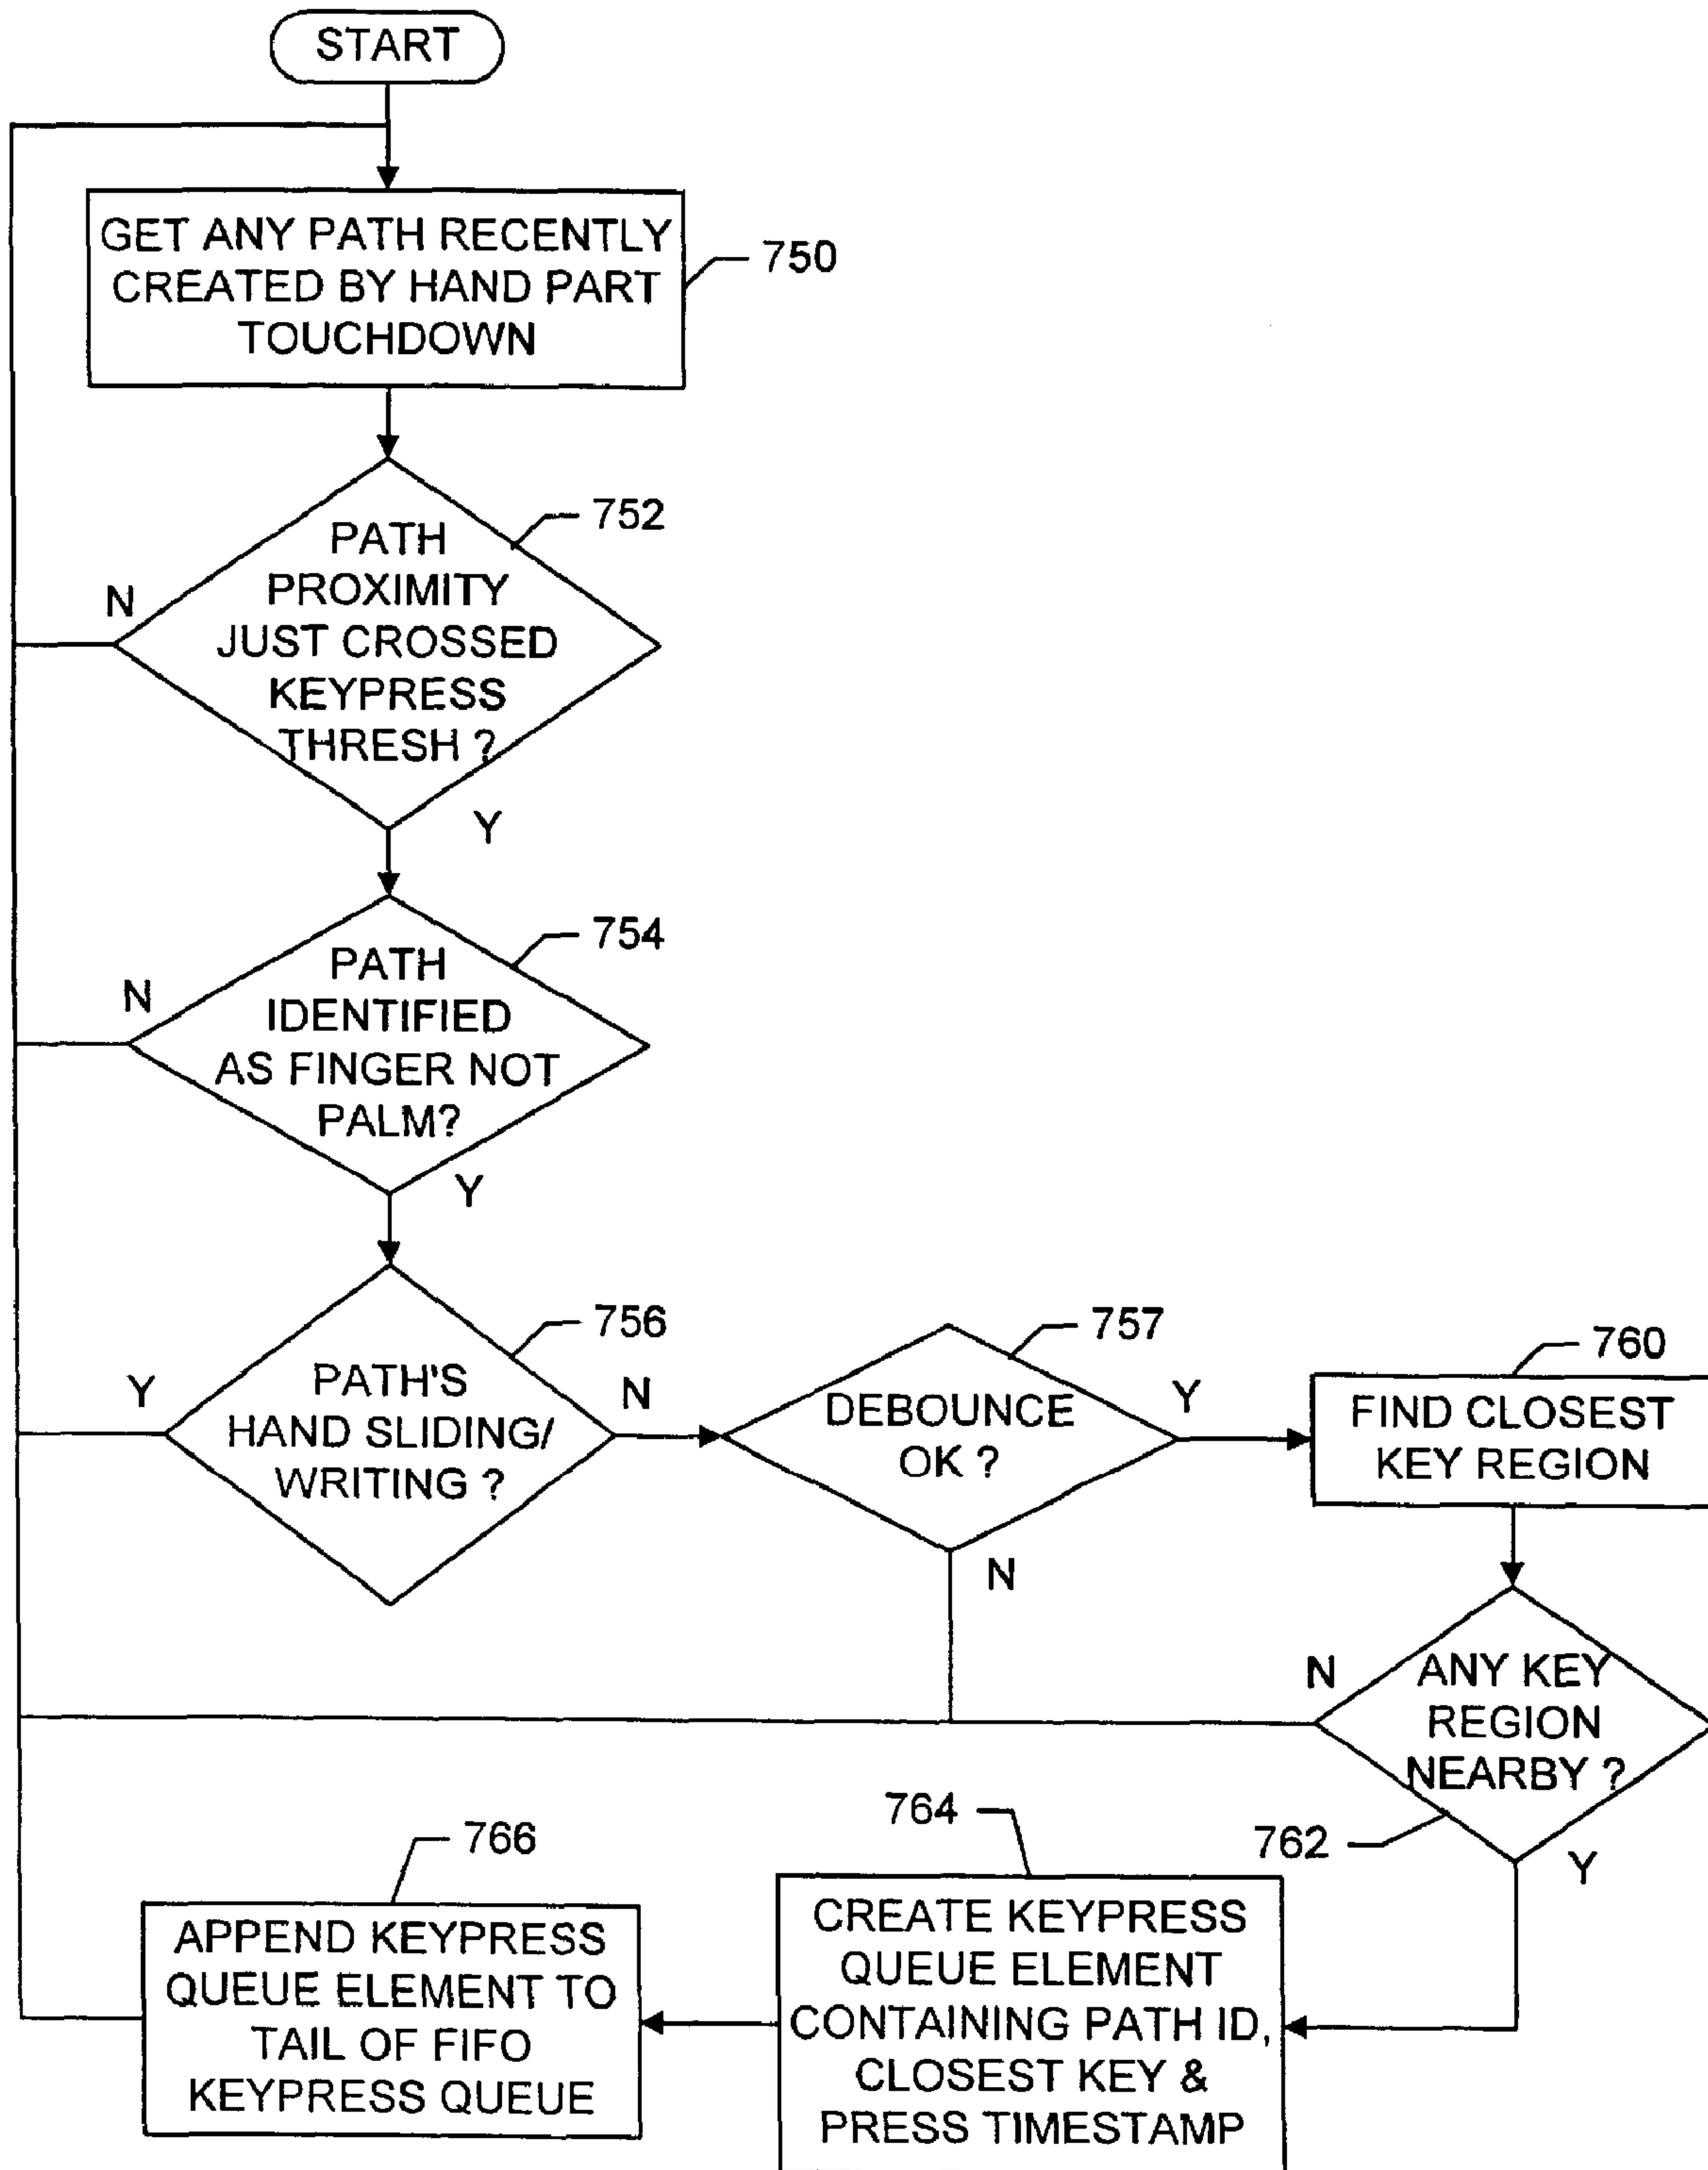 START
GET ANY PATH RECENTLY
CREATED BY HAND PART
TOUCHDOWN
750
752
PATH
PROXIMITY
JUST CROSSED
KEYPRESS
THRESH ?
N
Y
754
PATH
IDENTIFIED
AS FINGER NOT
PALM?
N
Y
756
PATH'S
HAND SLIDING/
WRITING ?
Y
N
757
DEBOUNCE
OK ?
Y
N
760
FIND CLOSEST
KEY REGION
ANY KEY
REGION
NEARBY ?
N
762
Y
764
CREATE KEYPRESS
QUEUE ELEMENT
CONTAINING PATH ID,
CLOSEST KEY &
PRESS TIMESTAMP
766
APPEND KEYPRESS
QUEUE ELEMENT TO
TAIL OF FIFO
KEYPRESS QUEUE